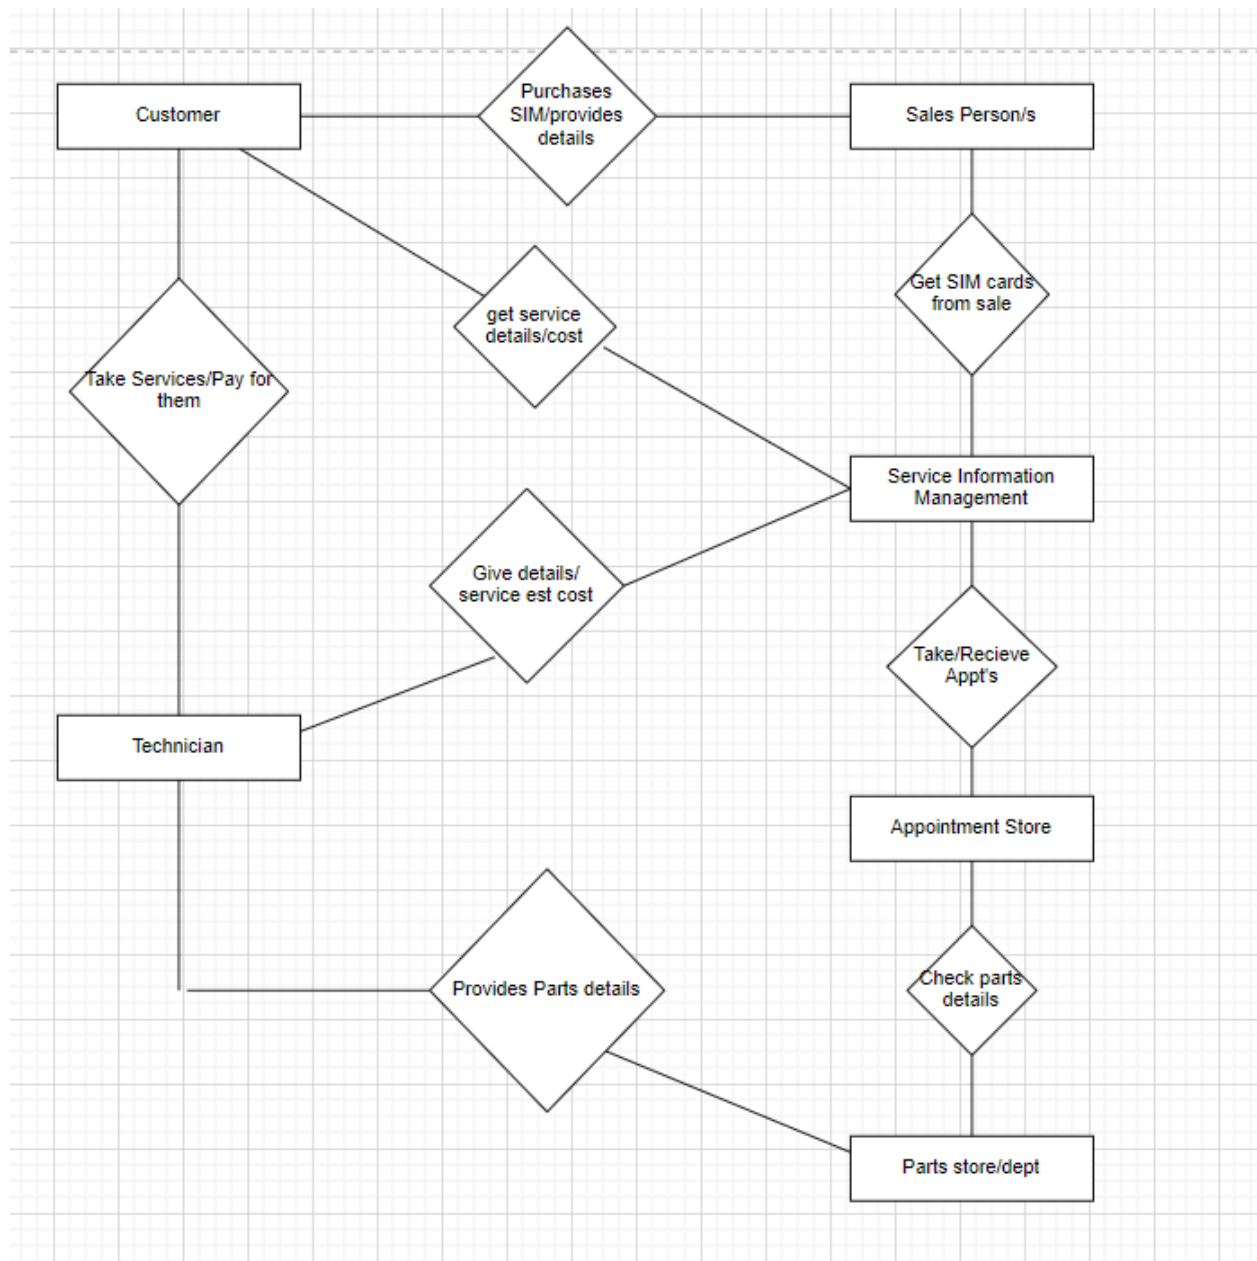 Customer
Purchases
SIM/provides
details
Sales Person/s
Get SIM cards
from sale
get service
details/cost
Take Services/Pay for
them
Service Information
Management
Give details/
service est cost
Take/Recieve
Appt's
Technician
Appointment Store
Provides Parts details
Check parts
details
Parts store/dept